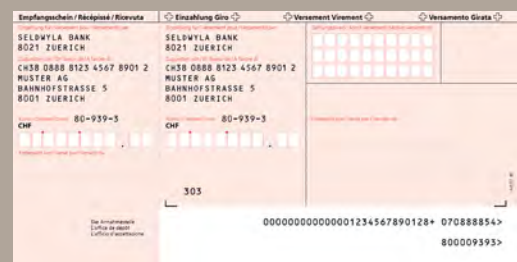 Empfangsschein / Récépissé / Ricevuta
Einzahlung Giro
Versement Virement
Versamento Girata
SELDWYLA BANK
8021 ZUERICH
CH38 0888 8123 4567 8901 2
MUSTER AG
BAHNHOFSTRASSE 5
8001 ZUERICH
80-939-3
CHF
SELDWYLA BANK
8021 ZUERICH
CH38 0888 8123 4567 8901 2
MUSTER AG
BAHNHOFSTRASSE 5
8001 ZUERICH
80-939-3
CHF
303
Die Annahmestelle
L'office de dépôt
L'ufficio d'accettazione
000000000000001234567890128+ 070888854>
800009393>